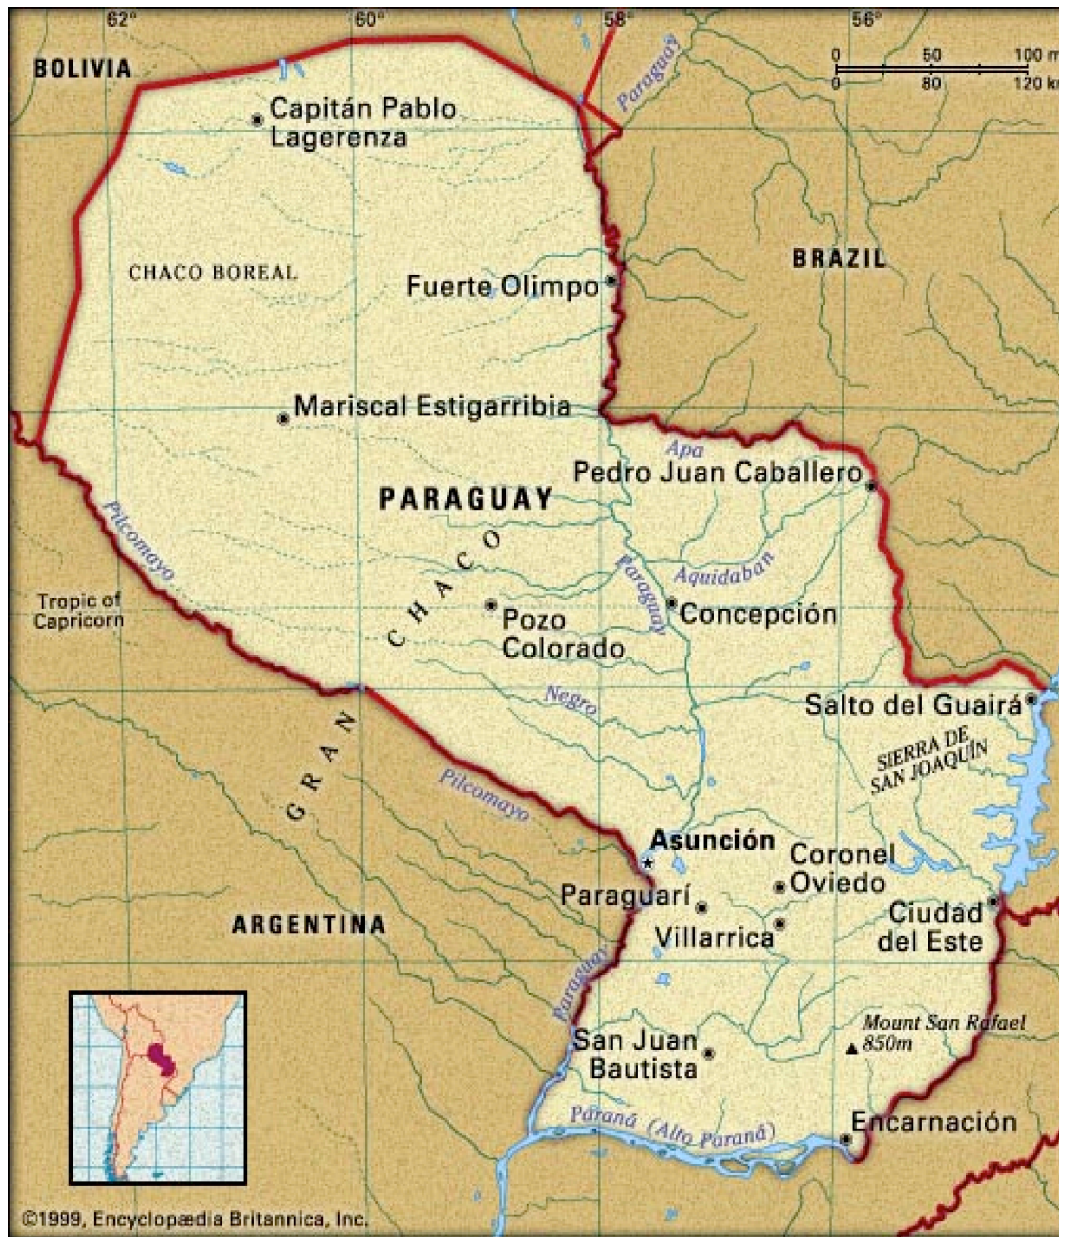 62°
60°
58°
56°
BOLIVIA
Paraguay
0 50 100 m
0 80 120 k
Capitán Pablo
Lagerenza
CHACO BOREAL
BRAZIL
Fuerte Olimpo
Mariscal Estigarribia
Apa
Pedro Juan Caballero
PARAGUAY
Pilcomayo
CHACO
Paraguay
Aquidaban
Tropic of
Capricorn
Pozo
Colorado
Concepción
Negro
Salto del Guairá
GRAN
SIERRA DE
SAN JOAQUÍN
Pilcomayo
Asunción
Coronel
Oviedo
Paraguarí
Villarrica
Ciudad
del Este
ARGENTINA
Paraguay
Mount San Rafael
850m
San Juan
Bautista
Paraná (Alto Paraná)
Encarnación
©1999, Encyclopædia Britannica, Inc.